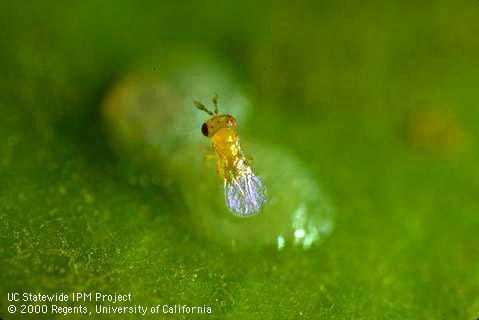 UC Statewide IPM Project
© 2000 Regents, University of California